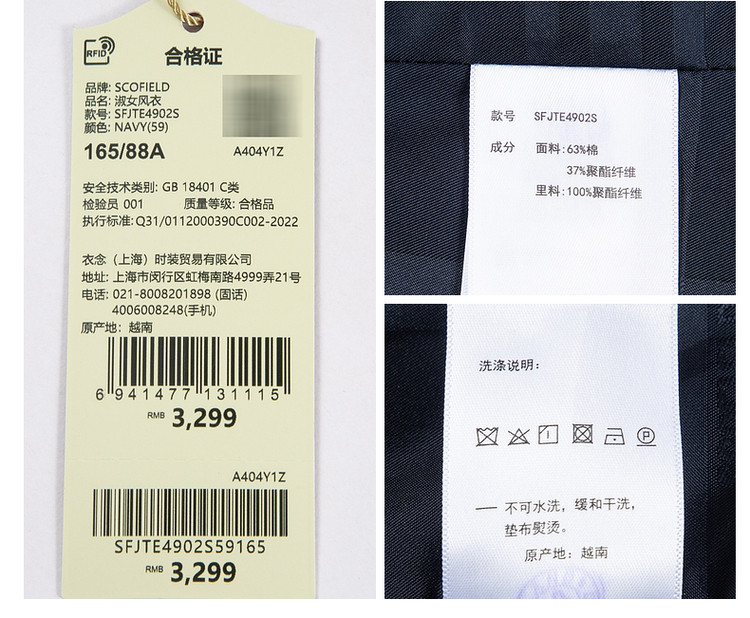 RFID
合格证
品牌: SCOFIELD
品名: 淑女风衣
款号: SFJTE4902S
颜色: NAVY(59)
165/88A
A404Y1Z
安全技术类别: GB 18401 C类
检验员 001 质量等级: 合格品
执行标准: Q31/0112000390C002-2022
衣念（上海）时装贸易有限公司
地址: 上海市闵行区虹梅南路4999弄21号
电话: 021-8008201898 (固话)
4006008248(手机)
原产地: 越南
6 941477 131115
RMB 3,299
A404Y1Z
SFJTE4902S59165
RMB 3,299
款号 SFJTE4902S
成分 面料:63%棉
37%聚酯纤维
里料:100%聚酯纤维
洗涤说明:
P
— 不可水洗，缓和干洗，
垫布熨烫。
原产地: 越南